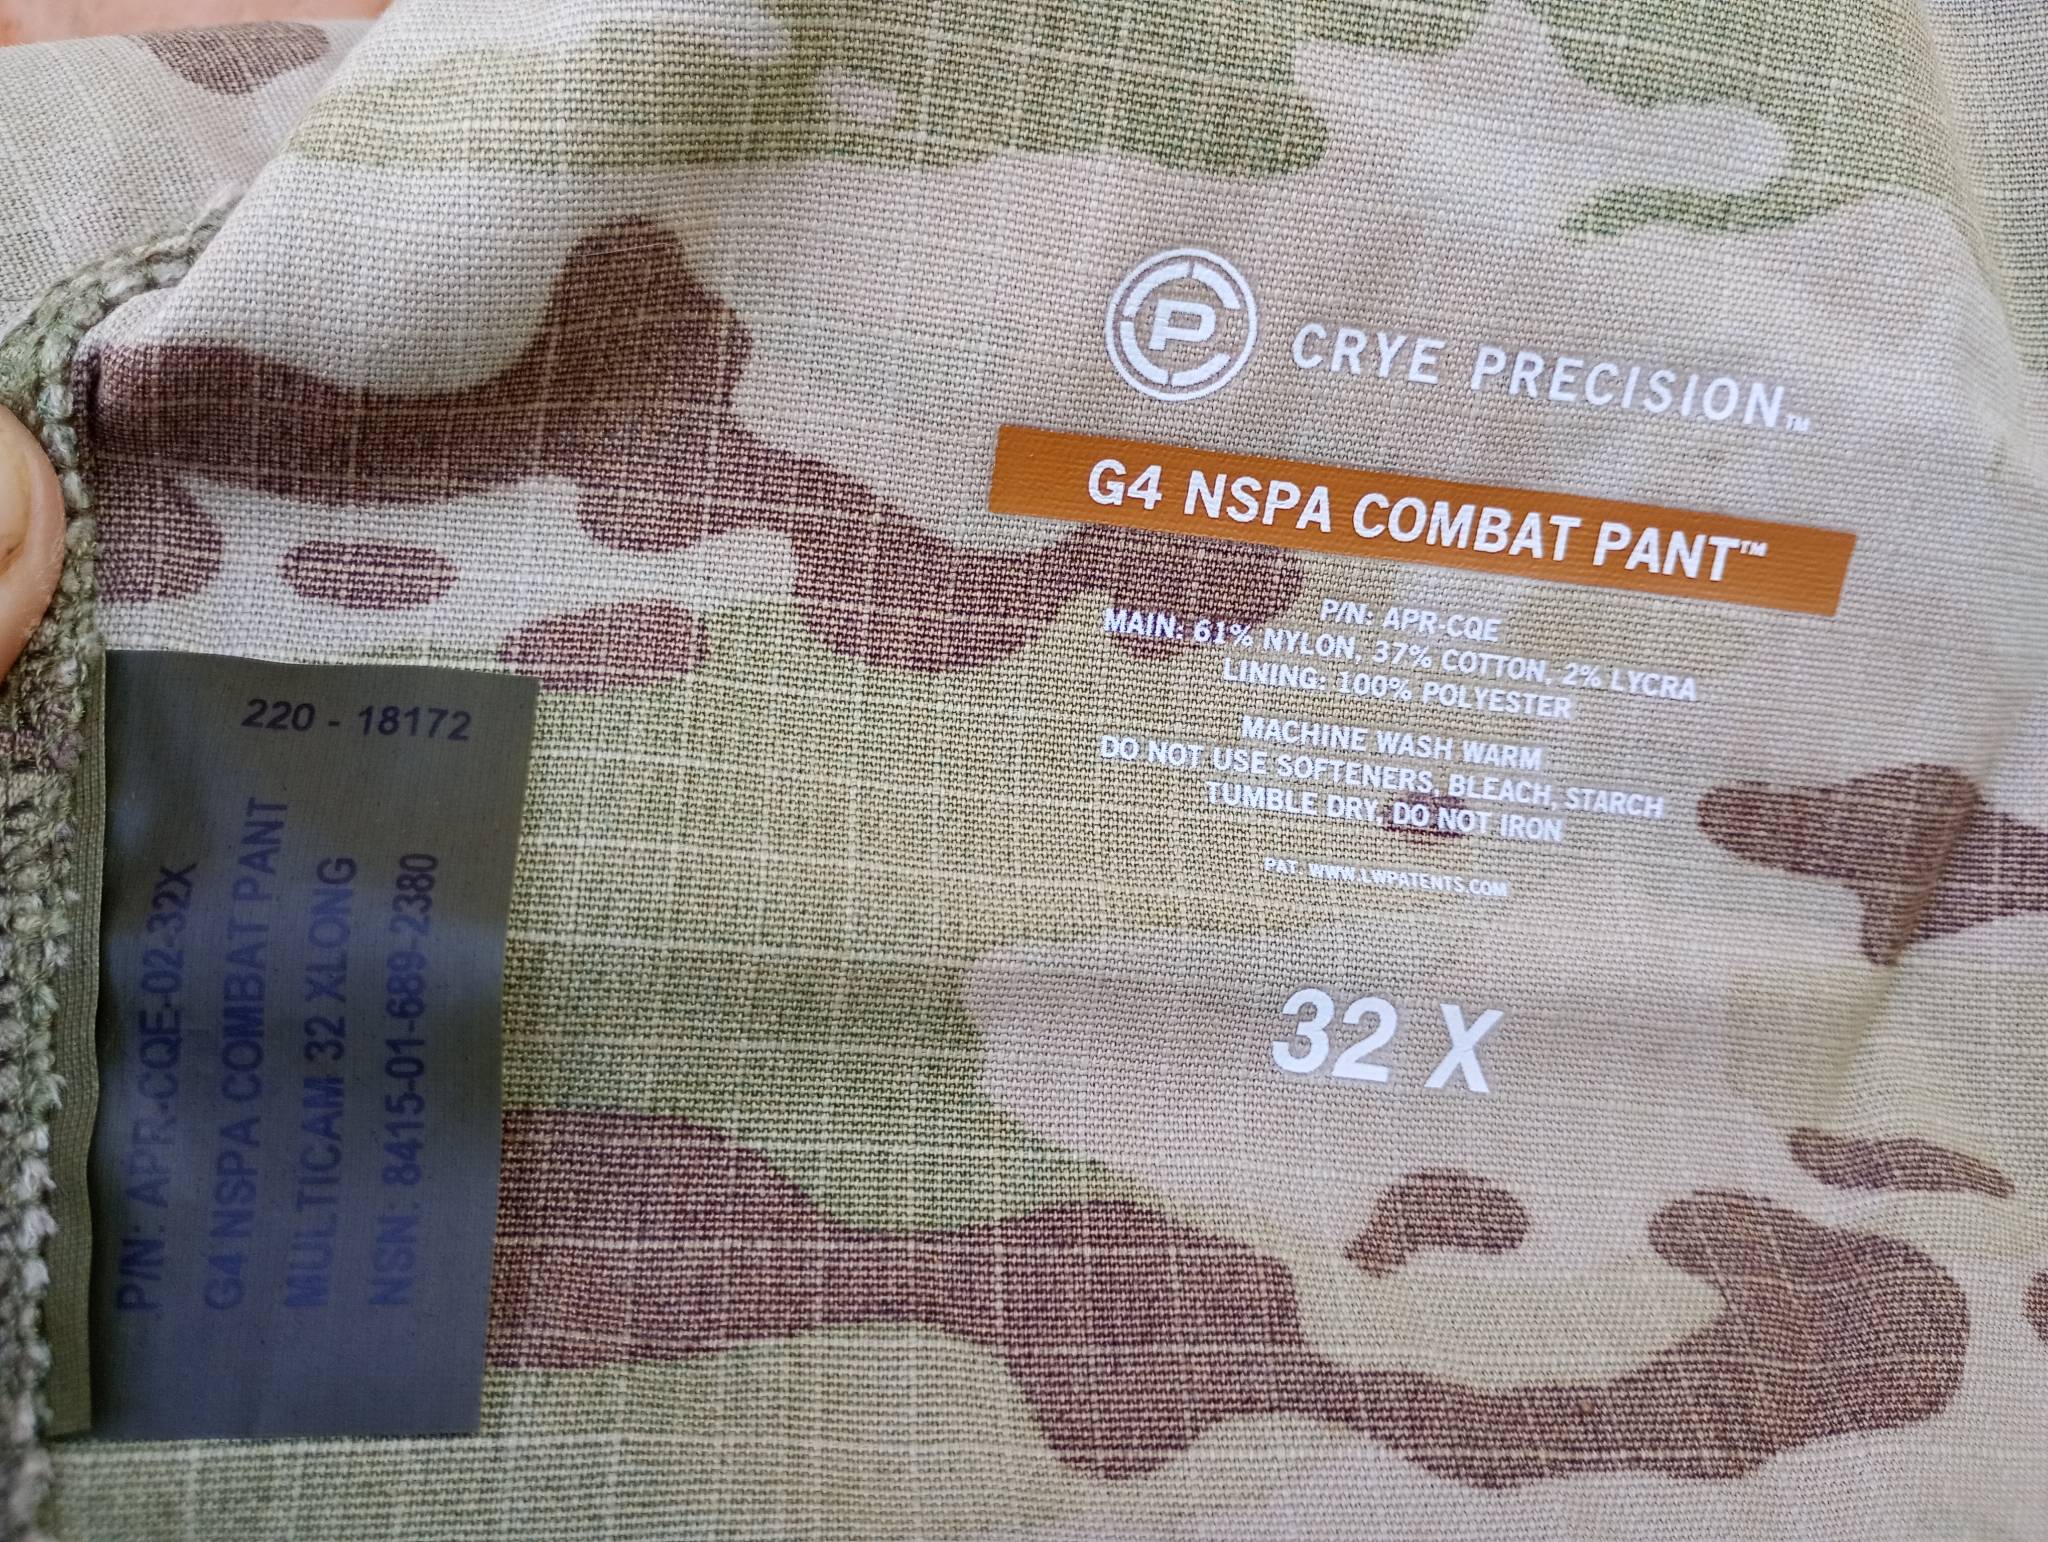 P
CRYE PRECISION™
G4 NSPA COMBAT PANT™
P/N: APR-CQE
MAIN: 61% NYLON, 37% COTTON, 2% LYCRA
LINING: 100% POLYESTER
MACHINE WASH WARM
DO NOT USE SOFTENERS, BLEACH, STARCH
TUMBLE DRY, DO NOT IRON
PAT: WWW.LWPATENTS.COM
32 X
220 - 18172
P/N: APR-CQE-02-32X
G4 NSPA COMBAT PANT
MULTICAM 32 XLONG
NSN: 8415-01-689-2380